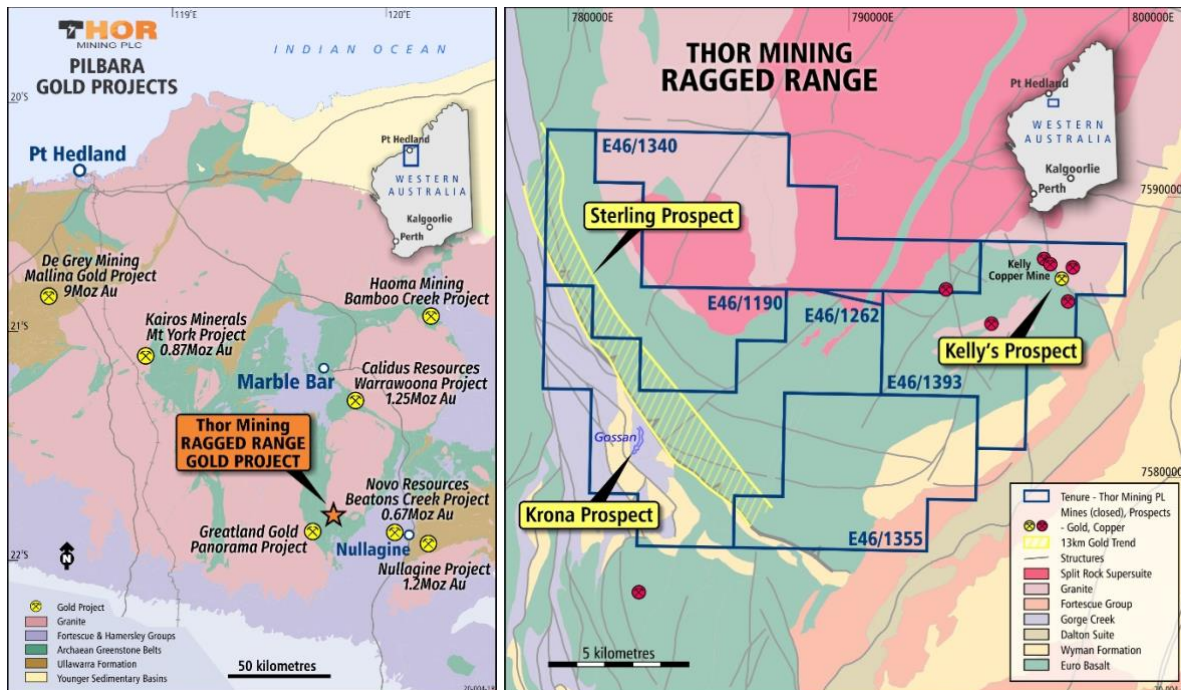 THOR
MINING PLC
PILBARA
GOLD PROJECTS
119°E
120°E
INDIAN OCEAN
20°S
Pt Hedland
Pt Hedland
WESTERN
AUSTRALIA
Kalgoorlie
Perth
De Grey Mining
Mallina Gold Project
9Moz Au
Haoma Mining
Bamboo Creek Project
21°S
Kairos Minerals
Mt York Project
0.87Moz Au
Marble Bar
Calidus Resources
Warrawoona Project
1.25Moz Au
Thor Mining
RAGGED RANGE
GOLD PROJECT
Novo Resources
Beatons Creek Project
0.67Moz Au
Greatland Gold
Panorama Project
Nullagine
Nullagine Project
1.2Moz Au
22°S
N
Gold Project
Granite
Fortescue & Hamersley Groups
Archaean Greenstone Belts
Ullawarra Formation
Younger Sedimentary Basins
50 kilometres
780000E
790000E
800000E
THOR MINING
RAGGED RANGE
Pt Hedland
WESTERN
AUSTRALIA
Kalgoorlie
Perth
E46/1340
7590000
Sterling Prospect
Kelly
Copper Mine
E46/1190
E46/1262
Kelly's Prospect
E46/1393
Gossan
7580000
Krona Prospect
E46/1355
5 kilometres
Tenure - Thor Mining PL
Mines (closed), Prospects
- Gold, Copper
13km Gold Trend
Structures
Split Rock Supersuite
Granite
Fortescue Group
Gorge Creek
Dalton Suite
Wyman Formation
Euro Basalt